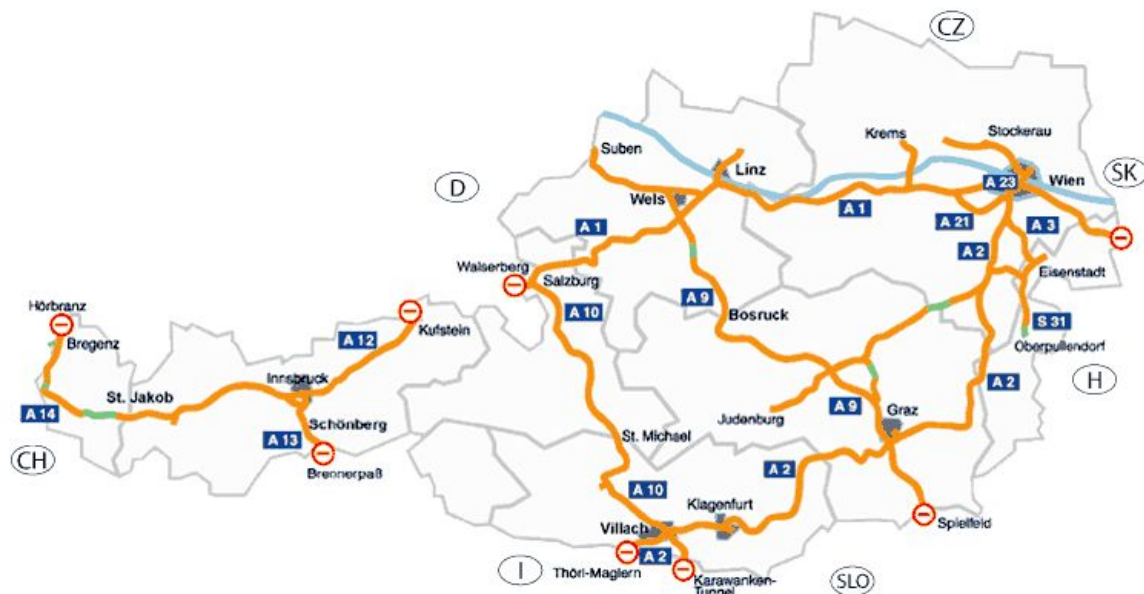 CZ
Krems
Stockerau
Suben
Linz
SK
A 23
Wien
D
Wels
A 1
A 21
A 3
A 1
A 2
Walserberg
Salzburg
Eisenstadt
Hörbranz
A 9
A 10
Bosruck
Kufstein
S 31
Bregenz
A 12
Oberpullendorf
Innsbruck
H
St. Jakob
A 2
A 14
A 9
Schönberg
Judenburg
Graz
A 13
St. Michael
CH
Brennerpaß
A 2
A 10
Klagenfurt
Spielfeld
Villach
A 2
I
Thörl-Maglern
SLO
Karawanken-
Tunnel